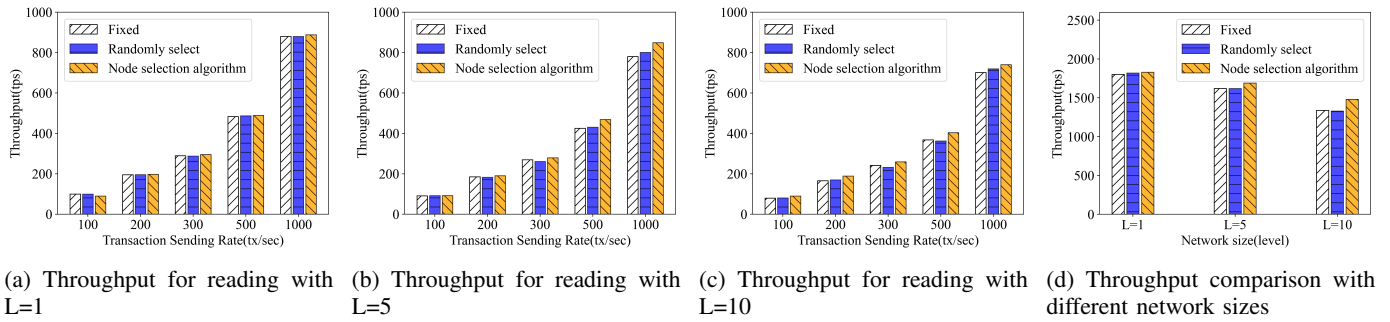 1000
800
600
400
200
0
Throughput(tps)
Fixed
Randomly select
Node selection algorithm
100 200 300 500 1000
Transaction Sending Rate(tx/sec)
(a) Throughput for reading with
L=1
1000
800
600
400
200
0
Throughput(tps)
Fixed
Randomly select
Node selection algorithm
100 200 300 500 1000
Transaction Sending Rate(tx/sec)
(b) Throughput for reading with
L=5
1000
800
600
400
200
0
Throughput(tps)
Fixed
Randomly select
Node selection algorithm
100 200 300 500 1000
Transaction Sending Rate(tx/sec)
(c) Throughput for reading with
L=10
2500
2000
1500
1000
500
0
Throughput(tps)
Fixed
Randomly select
Node selection algorithm
L=1 L=5 L=10
Network size(level)
(d) Throughput comparison with
different network sizes